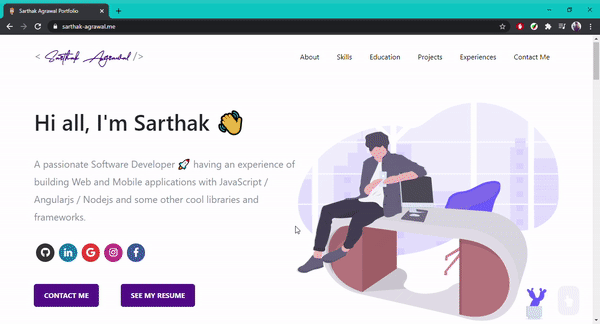 Sarthak Agrawal Portfolio
sarthak-agrawal.me
< Sarthak Agrawal />
About
Skills
Education
Projects
Experiences
Contact Me
Hi all, I'm Sarthak 👋
A passionate Software Developer 🚀 having an experience of
building Web and Mobile applications with JavaScript /
Angularjs / Nodejs and some other cool libraries and
frameworks.
CONTACT ME
SEE MY RESUME